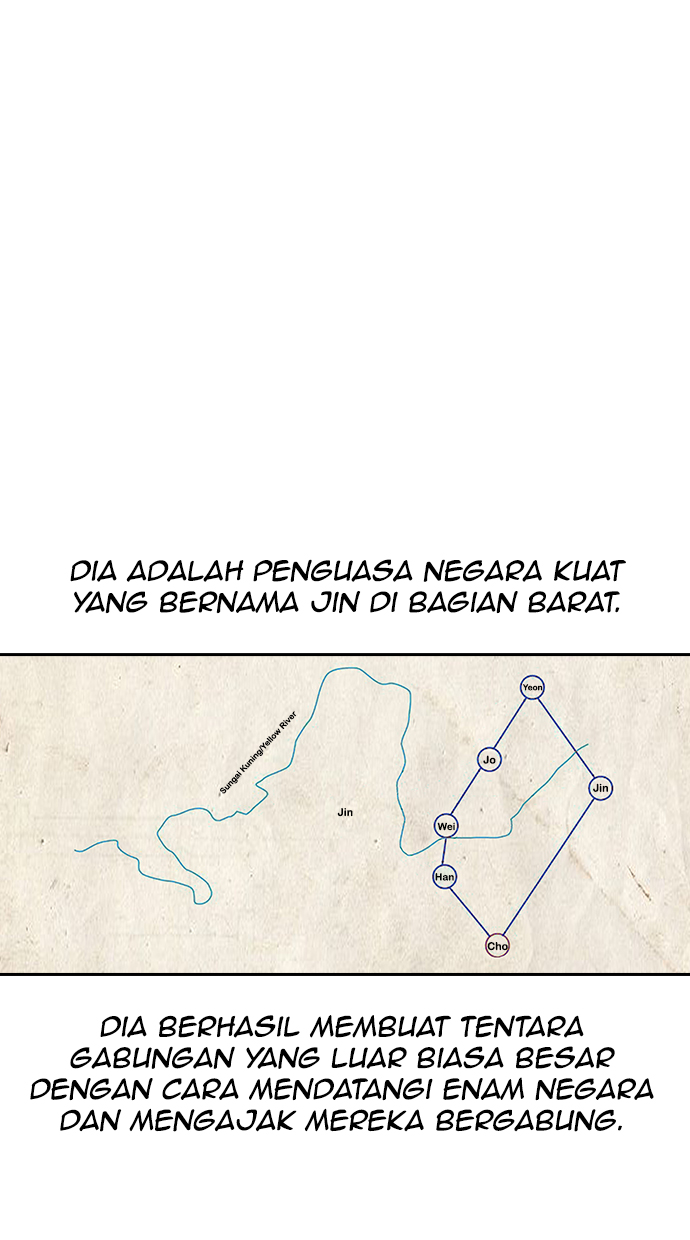 DIA ADALAH PENGUASA NEGARA KUAT
YANG BERNAMA JIN DI BAGIAN BARAT.
Yeon
Sungai Kuning/Yellow River
Jo
Jin
Jin
Wei
Han
Cho
DIA BERHASIL MEMBUAT TENTARA
GABUNGAN YANG LUAR BIASA BESAR
DENGAN CARA MENDATANGI ENAM NEGARA
DAN MENGAJAK MEREKA BERGABUNG.